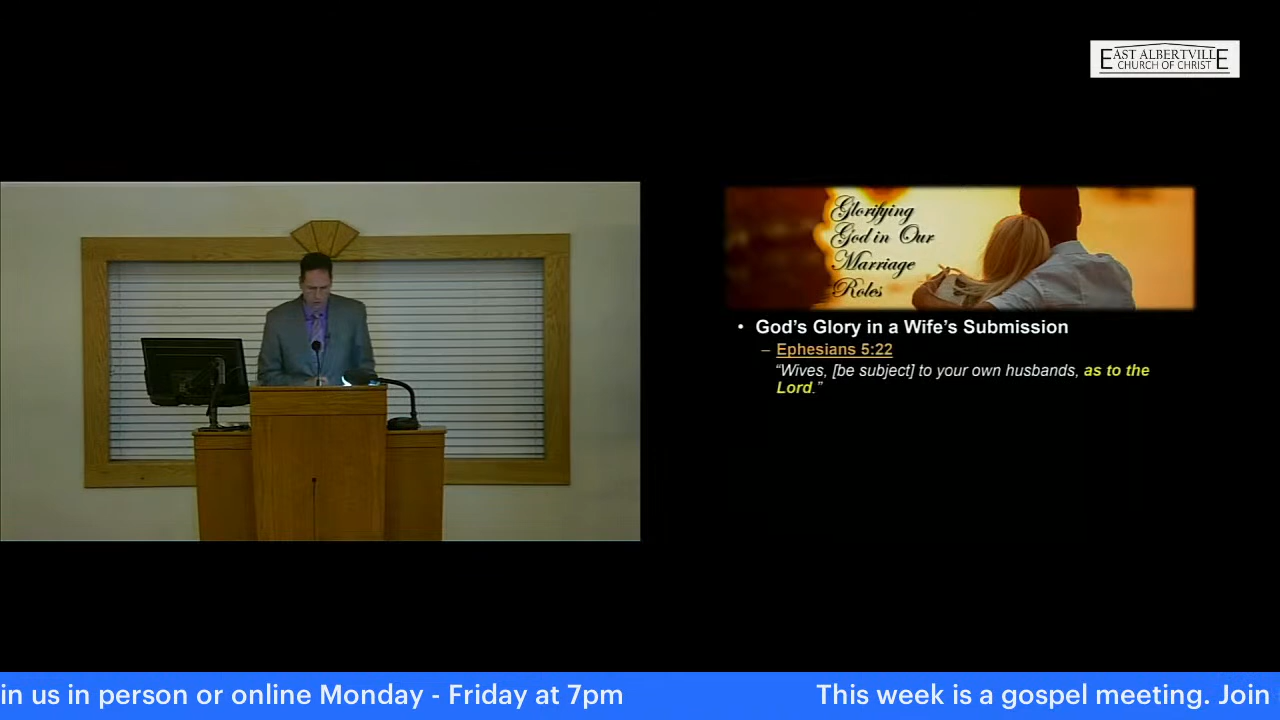 EAST ALBERTVILLE
CHURCH OF CHRIST
Glorifying
God in Our
Marriage
Roles
• God’s Glory in a Wife’s Submission
– Ephesians 5:22
“Wives, [be subject] to your own husbands, as to the
Lord.”
in us in person or online Monday - Friday at 7pm
This week is a gospel meeting. Join